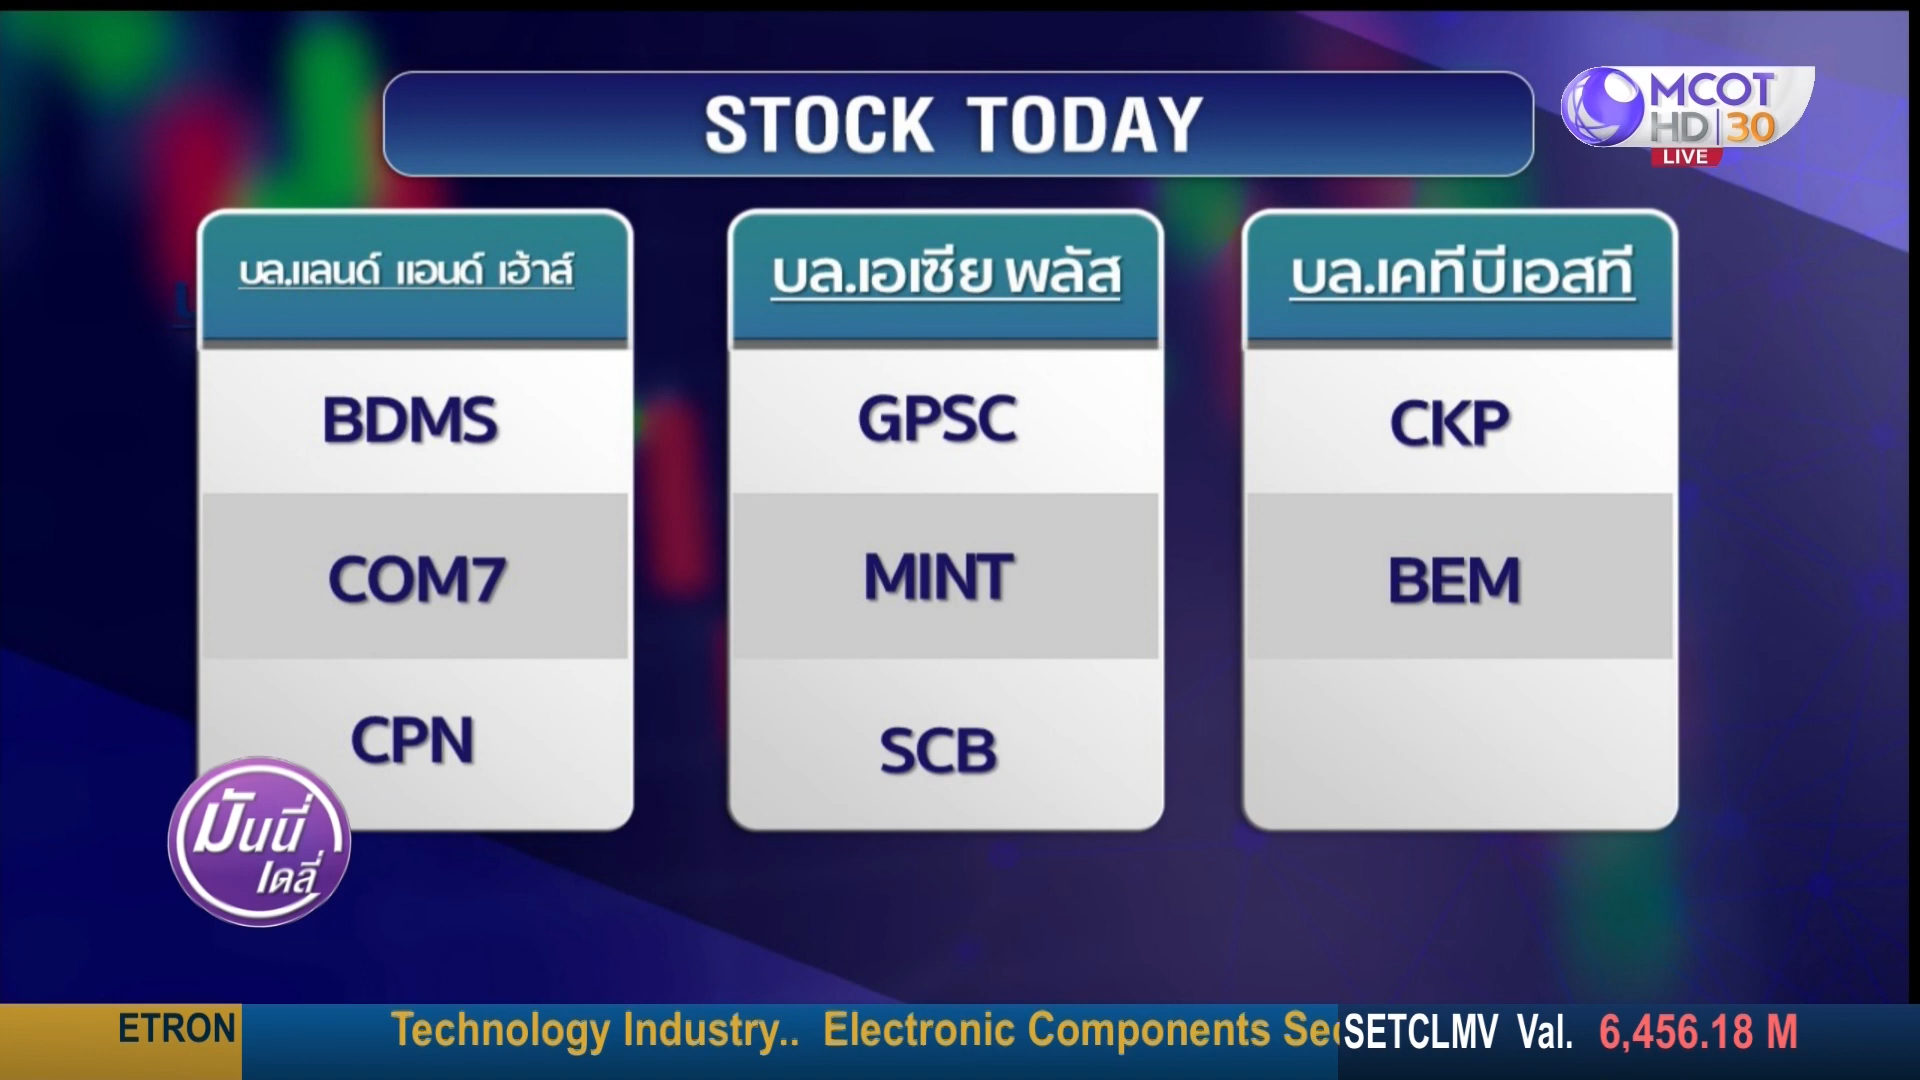 STOCK TODAY
MCOT
HD 30
LIVE
บล.แลนด์ แอนด์ เฮ้าส์
BDMS
COM7
CPN
บล.เอเซีย พลัส
GPSC
MINT
SCB
บล.เคทีบีเอสที
CKP
BEM
มันนี่
เดลี่
ETRON
Technology Industry.. Electronic Components Sec
SETCLMV Val. 6,456.18 M